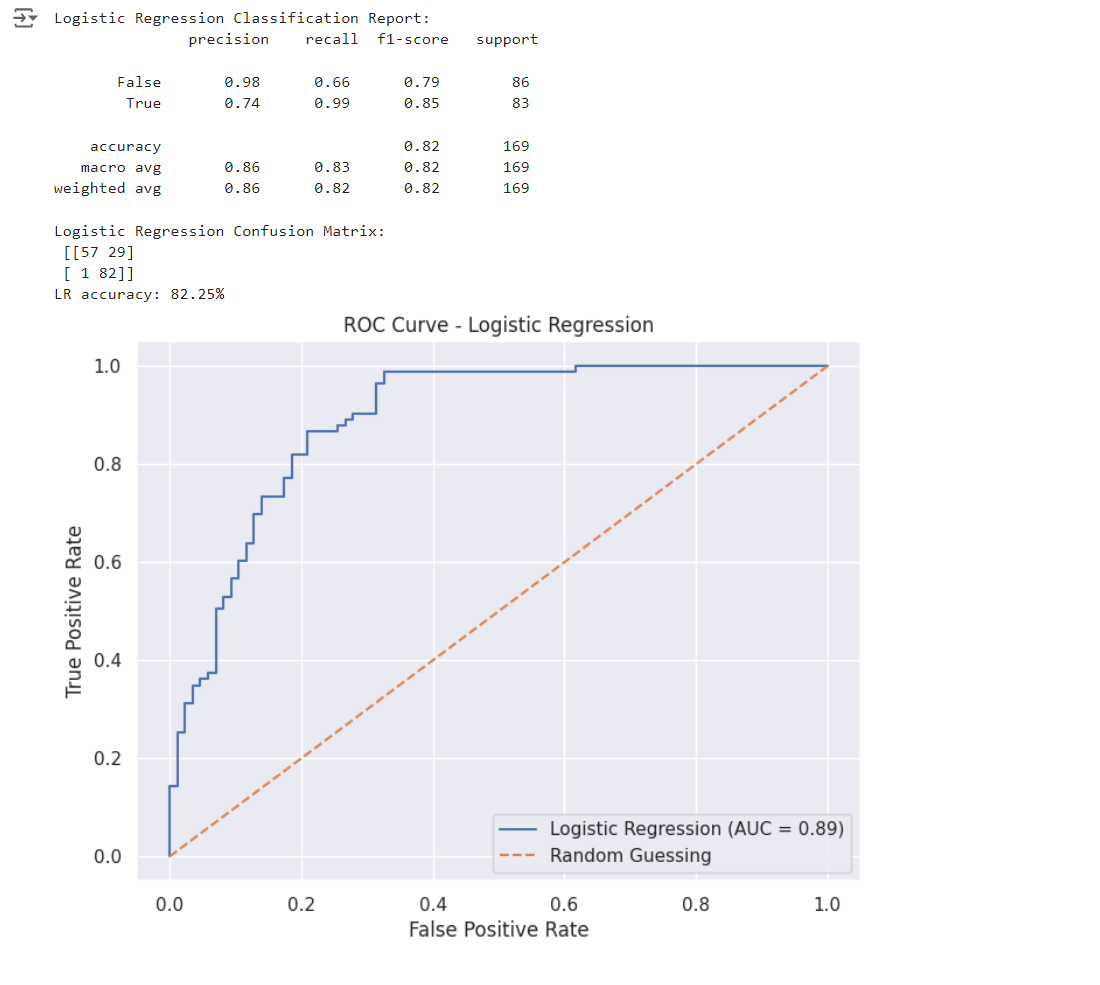 Logistic Regression Classification Report:
precision recall f1-score support
False 0.98 0.66 0.79 86
True 0.74 0.99 0.85 83
accuracy 0.82 169
macro avg 0.86 0.83 0.82 169
weighted avg 0.86 0.82 0.82 169
Logistic Regression Confusion Matrix:
[[57 29]
[ 1 82]]
LR accuracy: 82.25%
ROC Curve - Logistic Regression
1.0
0.8
0.6
0.4
0.2
0.0
True Positive Rate
Logistic Regression (AUC = 0.89)
Random Guessing
0.0 0.2 0.4 0.6 0.8 1.0
False Positive Rate